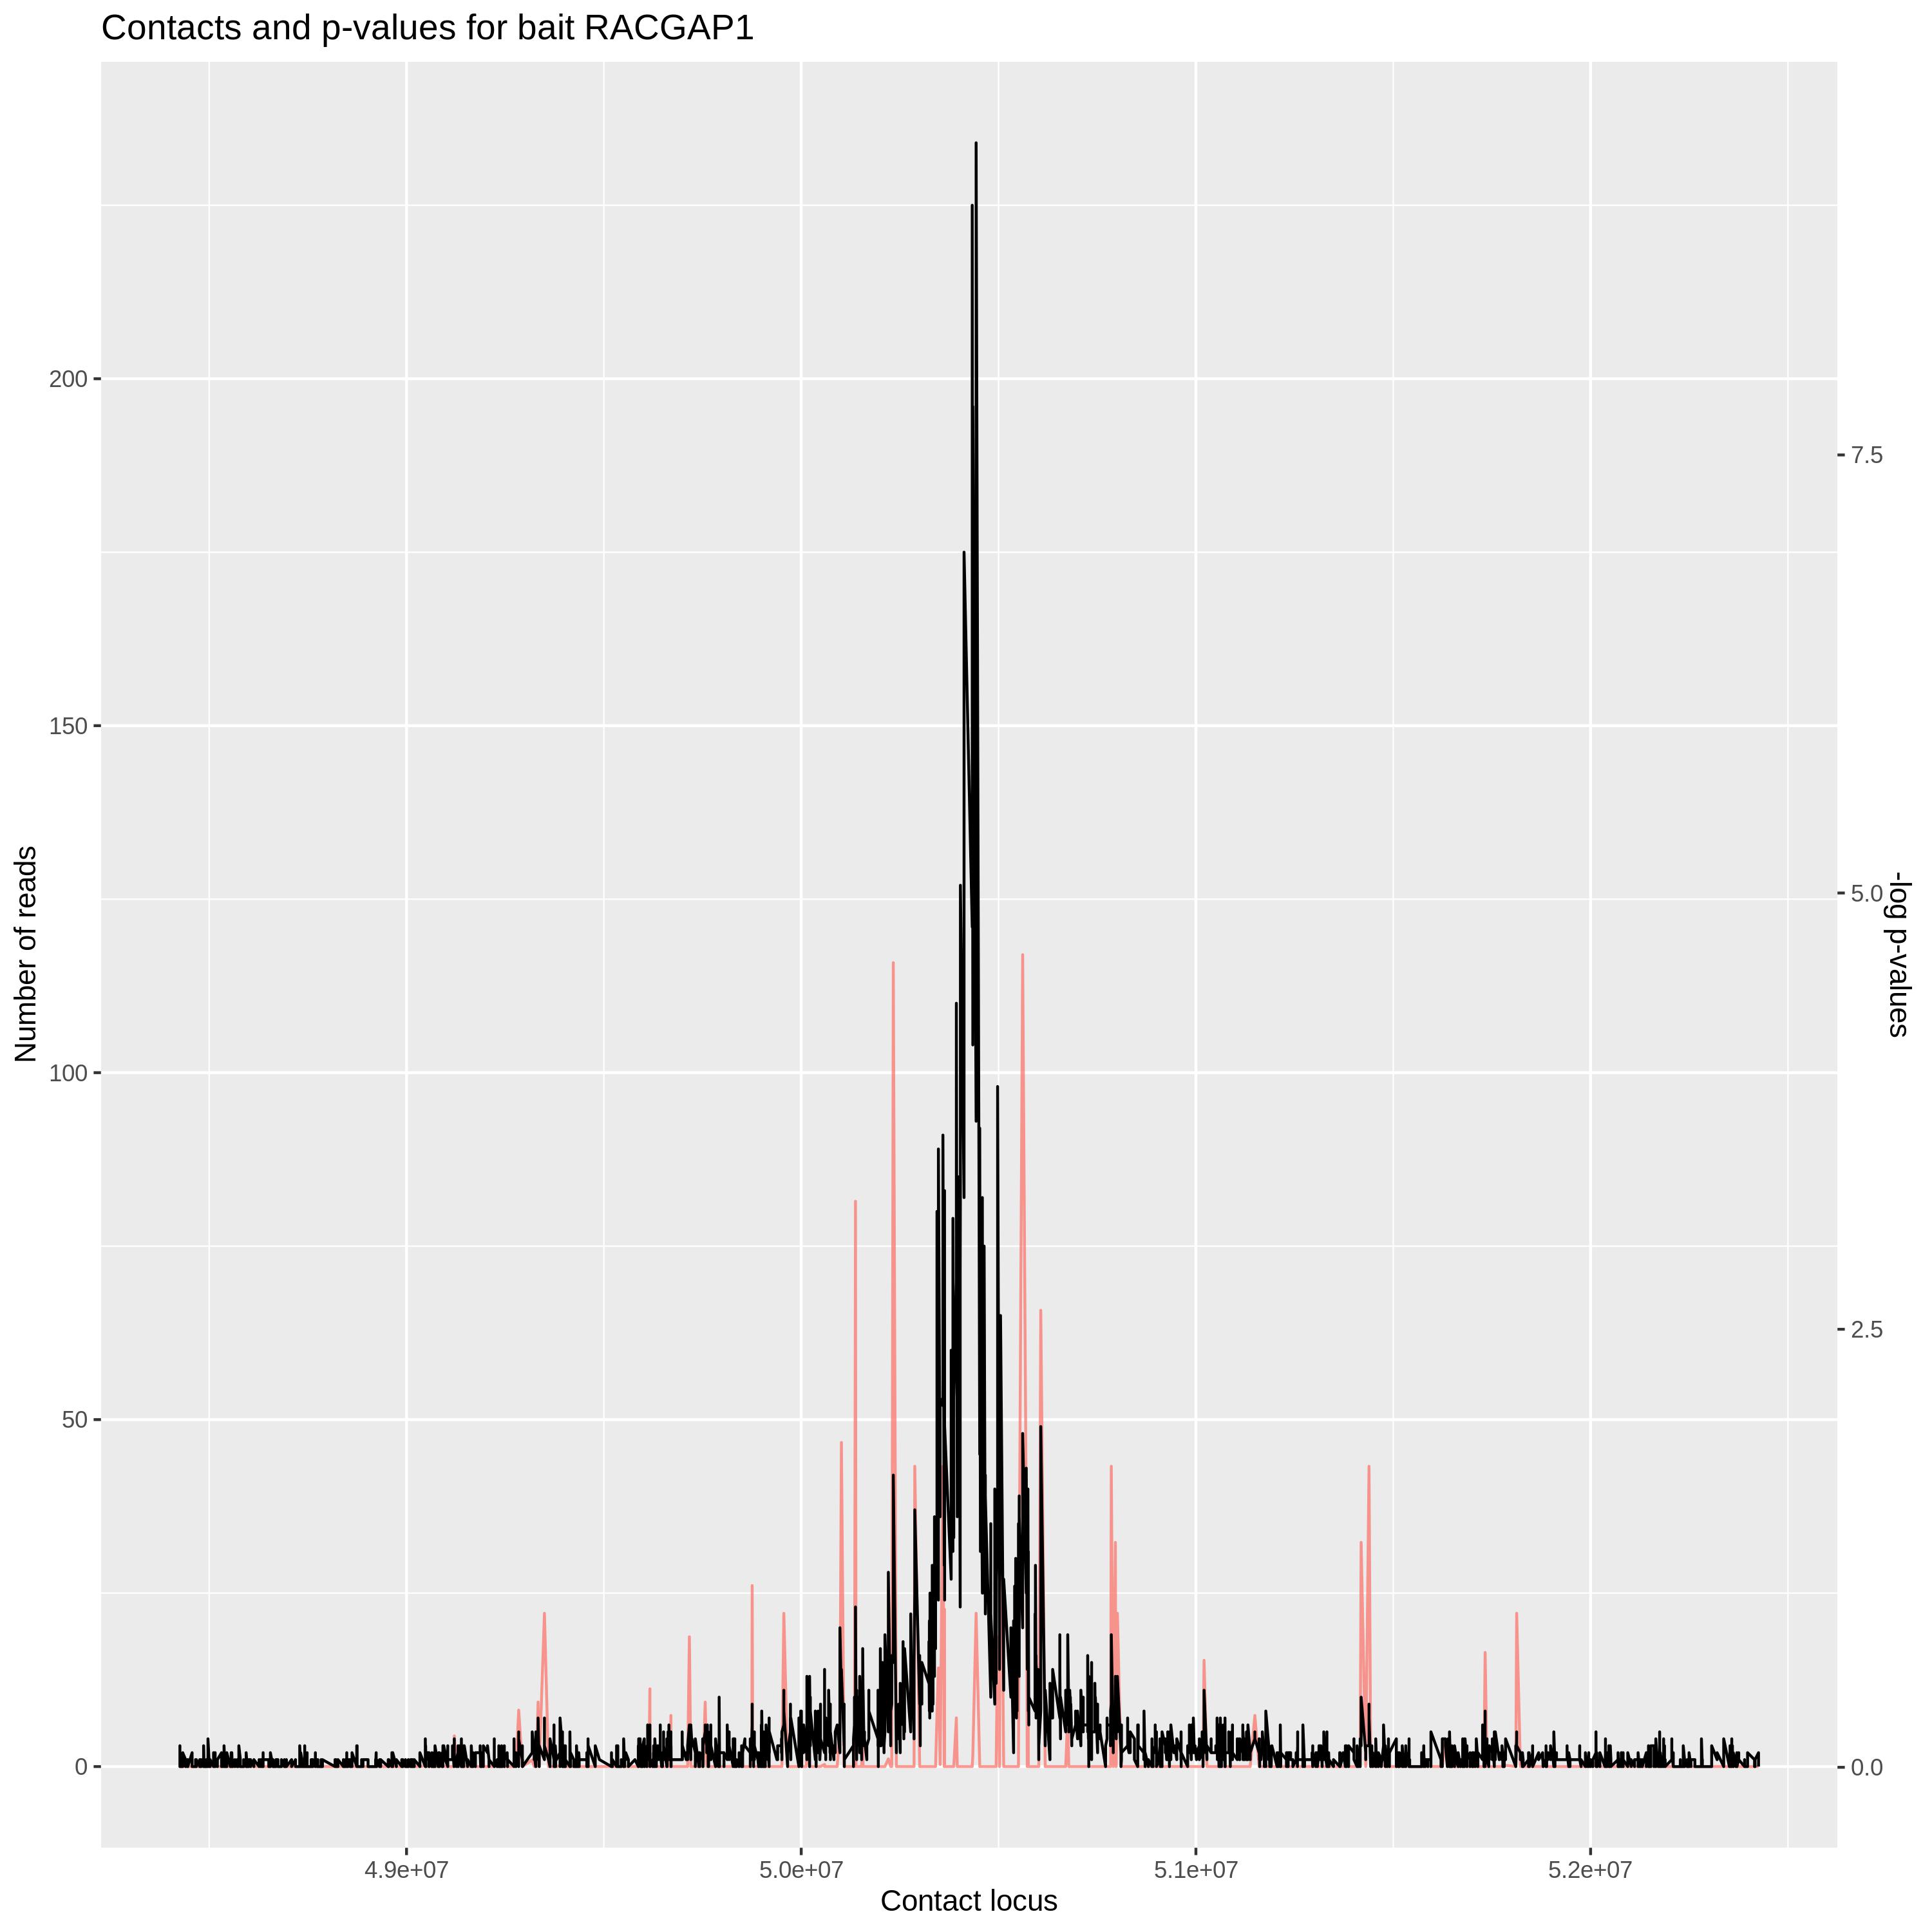 Contacts and p-values for bait RACGAP1
200
150
100
50
0
Number of reads
7.5
5.0
2.5
0.0
-log p-values
4.9e+07
5.0e+07
5.1e+07
5.2e+07
Contact locus